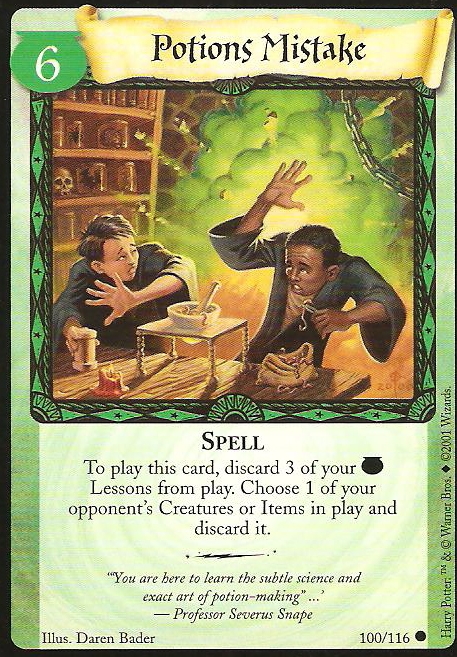 Potions Mistake
6
SPELL
To play this card, discard 3 of your
Lessons from play. Choose 1 of your
opponent's Creatures or Items in play and
discard it.
"'You are here to learn the subtle science and
exact art of potion-making" ...'
— Professor Severus Snape
Illus. Daren Bader
100/116
Harry Potter ™ & © Warner Bros. ◆ ©2001 Wizards.